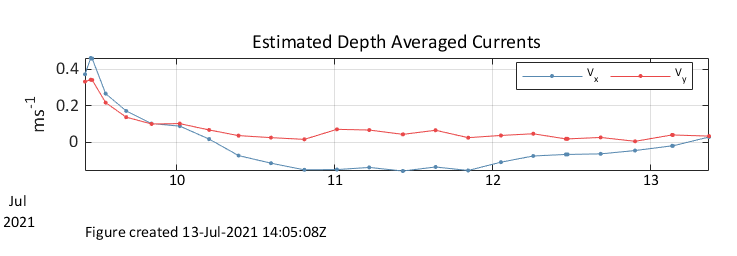 Estimated Depth Averaged Currents
Vx
Vy
ms-1
0.4
0.2
0
10
11
12
13
Jul
2021
Figure created 13-Jul-2021 14:05:08Z